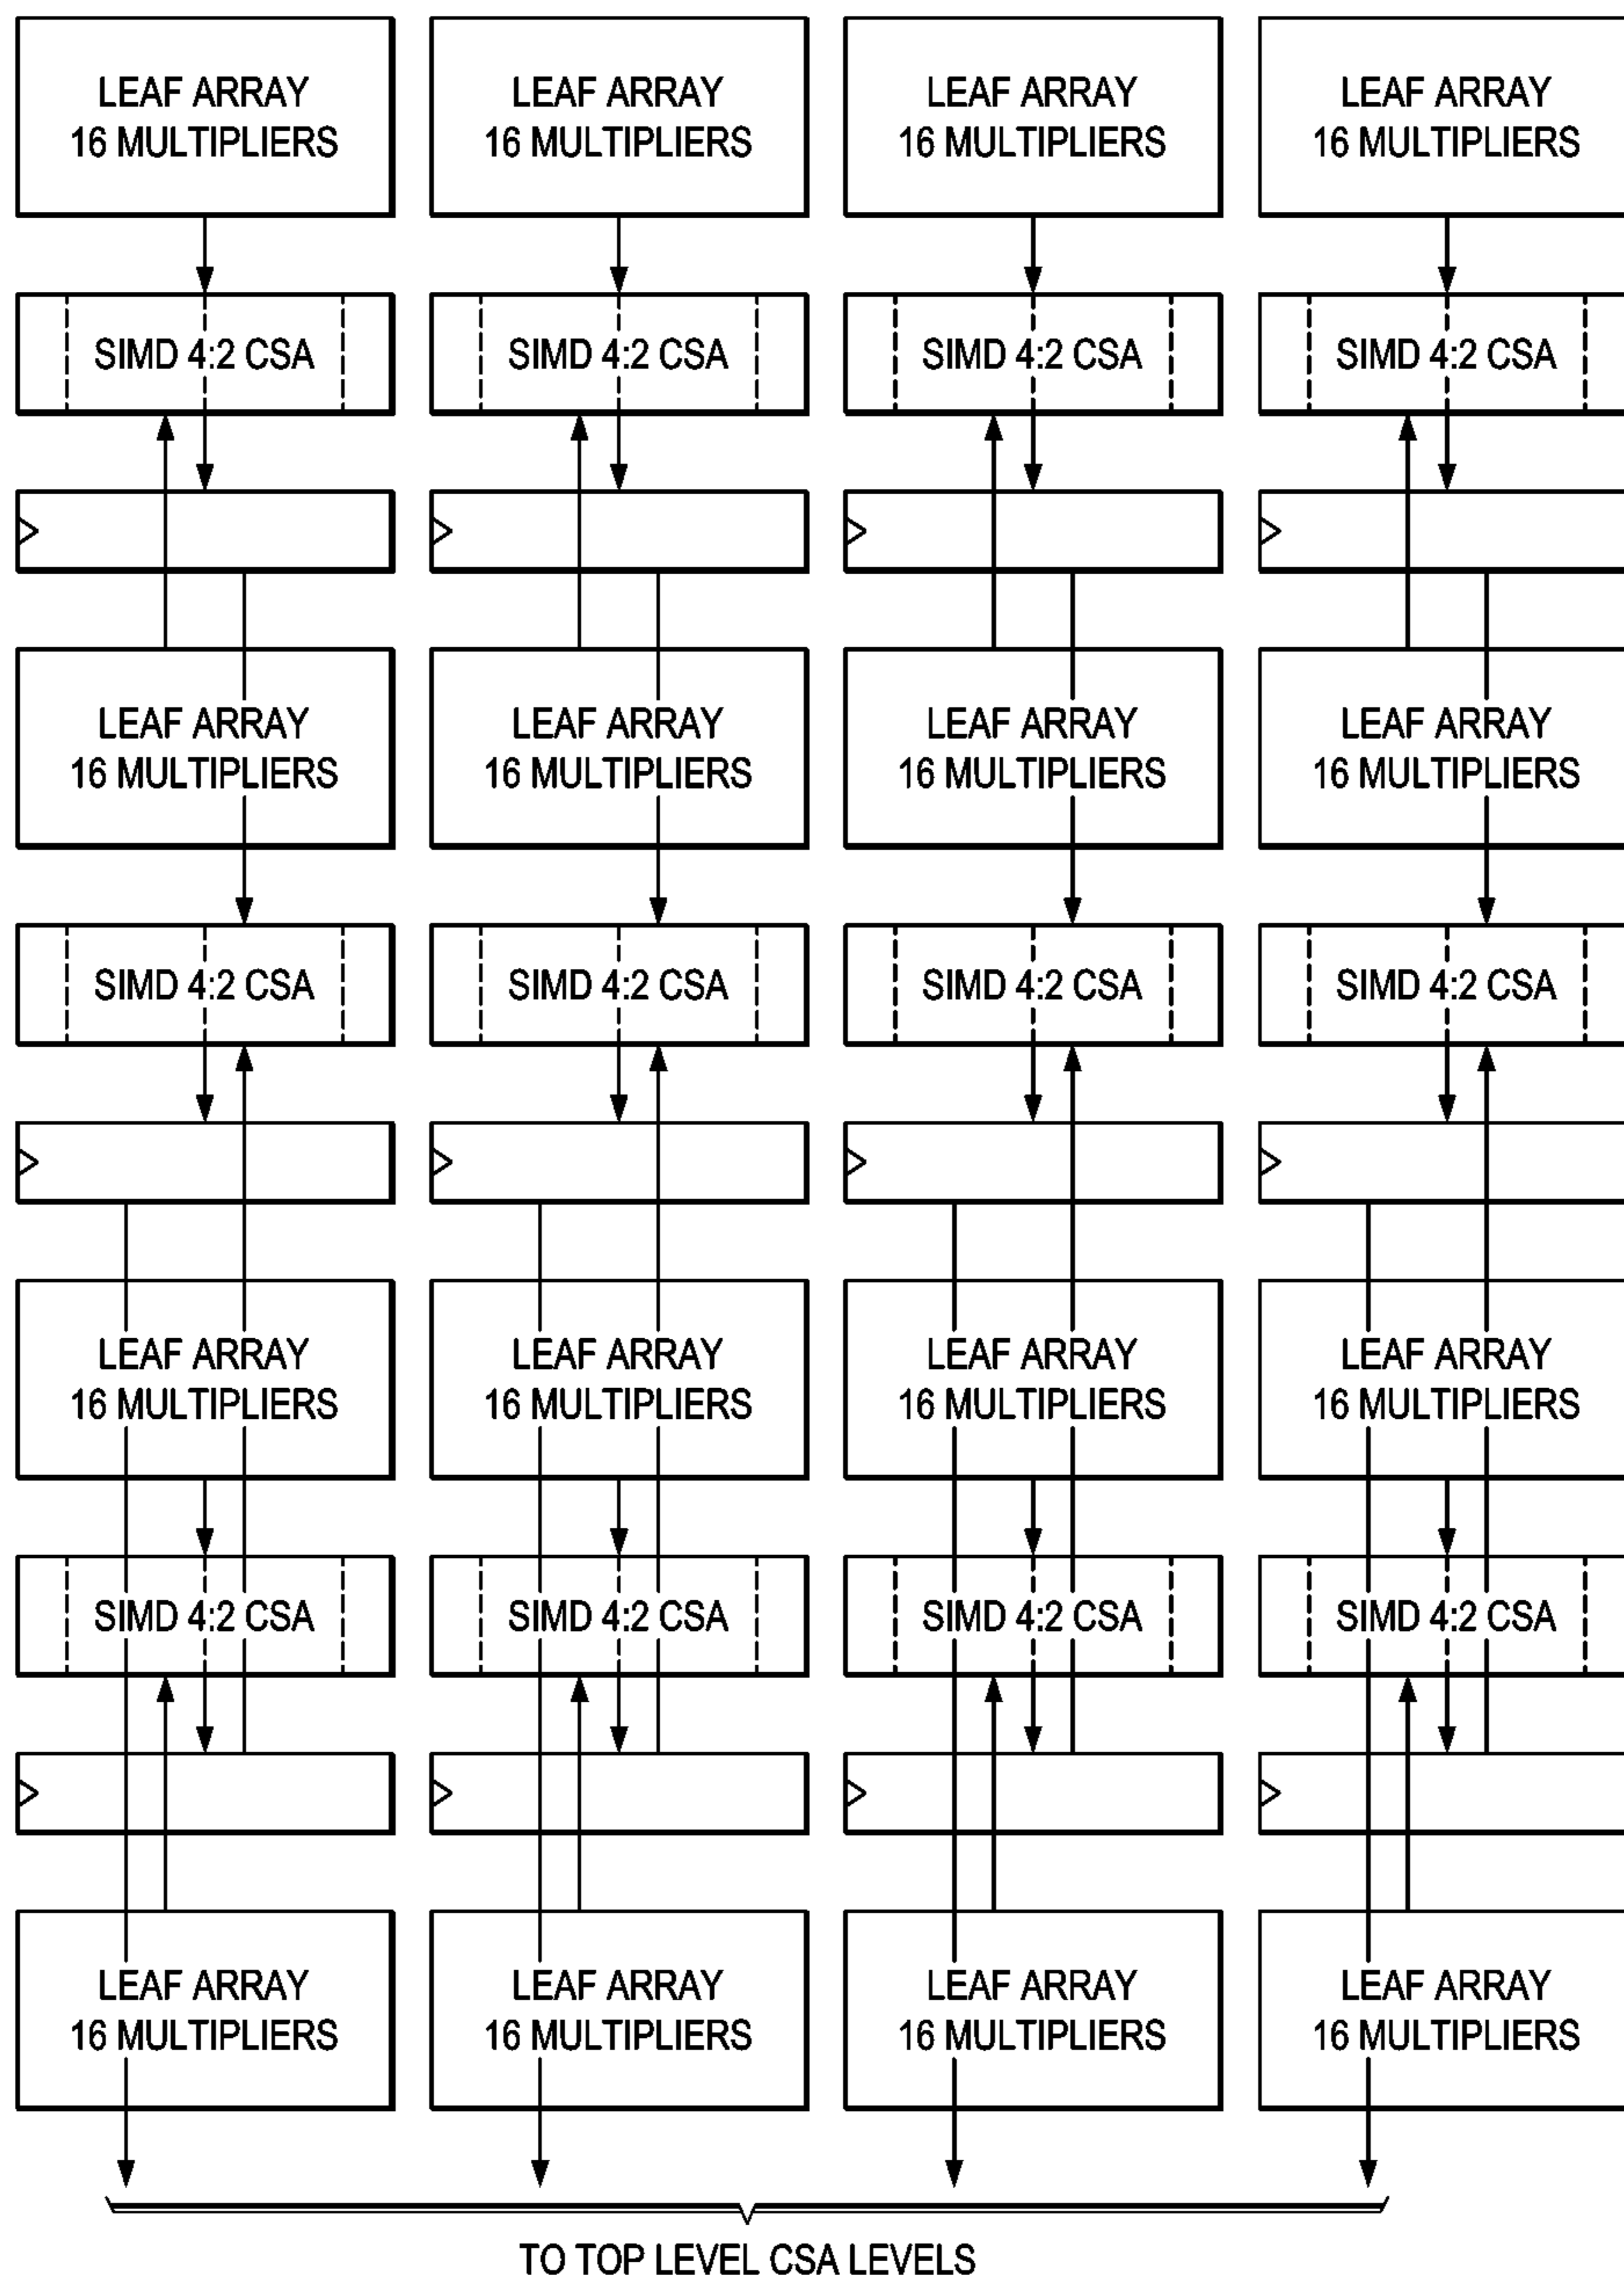 LEAF ARRAY LEAF ARRAY LEAF ARRAY LEAF ARRAY
16 MULTIPLIERS 16 MULTIPLIERS 16 MULTIPLIERS 16 MULTIPLIERS
SIMD 4:2 CSA SIMD 4:2 CSA SIMD 4:2 CSA SIMD 4:2 CSA
LEAF ARRAY LEAF ARRAY LEAF ARRAY LEAF ARRAY
16 MULTIPLIERS 16 MULTIPLIERS 16 MULTIPLIERS 16 MULTIPLIERS
SIMD 4:2 CSA SIMD 4:2 CSA SIMD 4:2 CSA SIMD 4:2 CSA
LEAF ARRAY LEAF ARRAY LEAF ARRAY LEAF ARRAY
16 MULTIPLIERS 16 MULTIPLIERS 16 MULTIPLIERS 16 MULTIPLIERS
SIMD 4:2 CSA SIMD 4:2 CSA SIMD 4:2 CSA SIMD 4:2 CSA
LEAF ARRAY LEAF ARRAY LEAF ARRAY LEAF ARRAY
16 MULTIPLIERS 16 MULTIPLIERS 16 MULTIPLIERS 16 MULTIPLIERS
TO TOP LEVEL CSA LEVELS